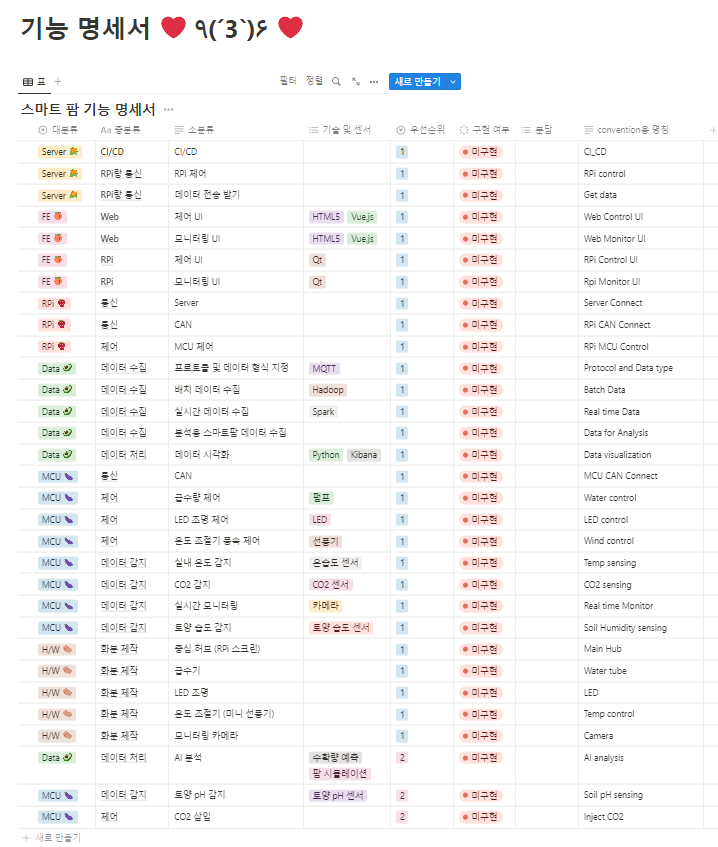 기능 명세서 ❤️ ٩(´3`)۶ ❤️
표 필터 정렬 새로 만들기
스마트 팜 기능 명세서
대분류 Aa 중분류 소분류 기술 및 센서 우선순위 구현 여부 분담 convention용 명칭
Server 🌽 CI/CD CI/CD 1 미구현 CI_CD
Server 🌽 RPi랑 통신 RPi 제어 1 미구현 RPi control
Server 🌽 RPi랑 통신 데이터 전송 받기 1 미구현 Get data
FE 🍑 Web 제어 UI HTML5 Vue.js 1 미구현 Web Control UI
FE 🍑 Web 모니터링 UI HTML5 Vue.js 1 미구현 Web Monitor UI
FE 🍑 RPi 제어 UI Qt 1 미구현 RPi Control UI
FE 🍑 RPi 모니터링 UI Qt 1 미구현 Rpi Monitor UI
RPi 🍓 통신 Server 1 미구현 Server Connect
RPi 🍓 통신 CAN 1 미구현 RPi CAN Connect
RPi 🍓 제어 MCU 제어 1 미구현 RPi MCU Control
Data 🥑 데이터 수집 프로토콜 및 데이터 형식 지정 MQTT 1 미구현 Protocol and Data type
Data 🥑 데이터 수집 배치 데이터 수집 Hadoop 1 미구현 Batch Data
Data 🥑 데이터 수집 실시간 데이터 수집 Spark 1 미구현 Real time Data
Data 🥑 데이터 수집 분석용 스마트팜 데이터 수집 1 미구현 Data for Analysis
Data 🥑 데이터 처리 데이터 시각화 Python Kibana 1 미구현 Data visualization
MCU 🍆 통신 CAN 1 미구현 MCU CAN Connect
MCU 🍆 제어 급수량 제어 펌프 1 미구현 Water control
MCU 🍆 제어 LED 조명 제어 LED 1 미구현 LED control
MCU 🍆 제어 온도 조절기 풍속 제어 선풍기 1 미구현 Wind control
MCU 🍆 데이터 감지 실내 온도 감지 온습도 센서 1 미구현 Temp sensing
MCU 🍆 데이터 감지 CO2 감지 CO2 센서 1 미구현 CO2 sensing
MCU 🍆 데이터 감지 실시간 모니터링 카메라 1 미구현 Real time Monitor
MCU 🍆 데이터 감지 토양 습도 감지 토양 습도 센서 1 미구현 Soil Humidity sensing
H/W 🥔 화분 제작 중심 허브 (RPi 스크린) 1 미구현 Main Hub
H/W 🥔 화분 제작 급수기 1 미구현 Water tube
H/W 🥔 화분 제작 LED 조명 1 미구현 LED
H/W 🥔 화분 제작 온도 조절기 (미니 선풍기) 1 미구현 Temp control
H/W 🥔 화분 제작 모니터링 카메라 1 미구현 Camera
Data 🥑 데이터 처리 AI 분석 수확량 예측 2 미구현 AI analysis
팜 시뮬레이션
MCU 🍆 데이터 감지 토양 pH 감지 토양 pH 센서 2 미구현 Soil pH sensing
MCU 🍆 제어 CO2 삽입 2 미구현 Inject CO2
+ 새로 만들기